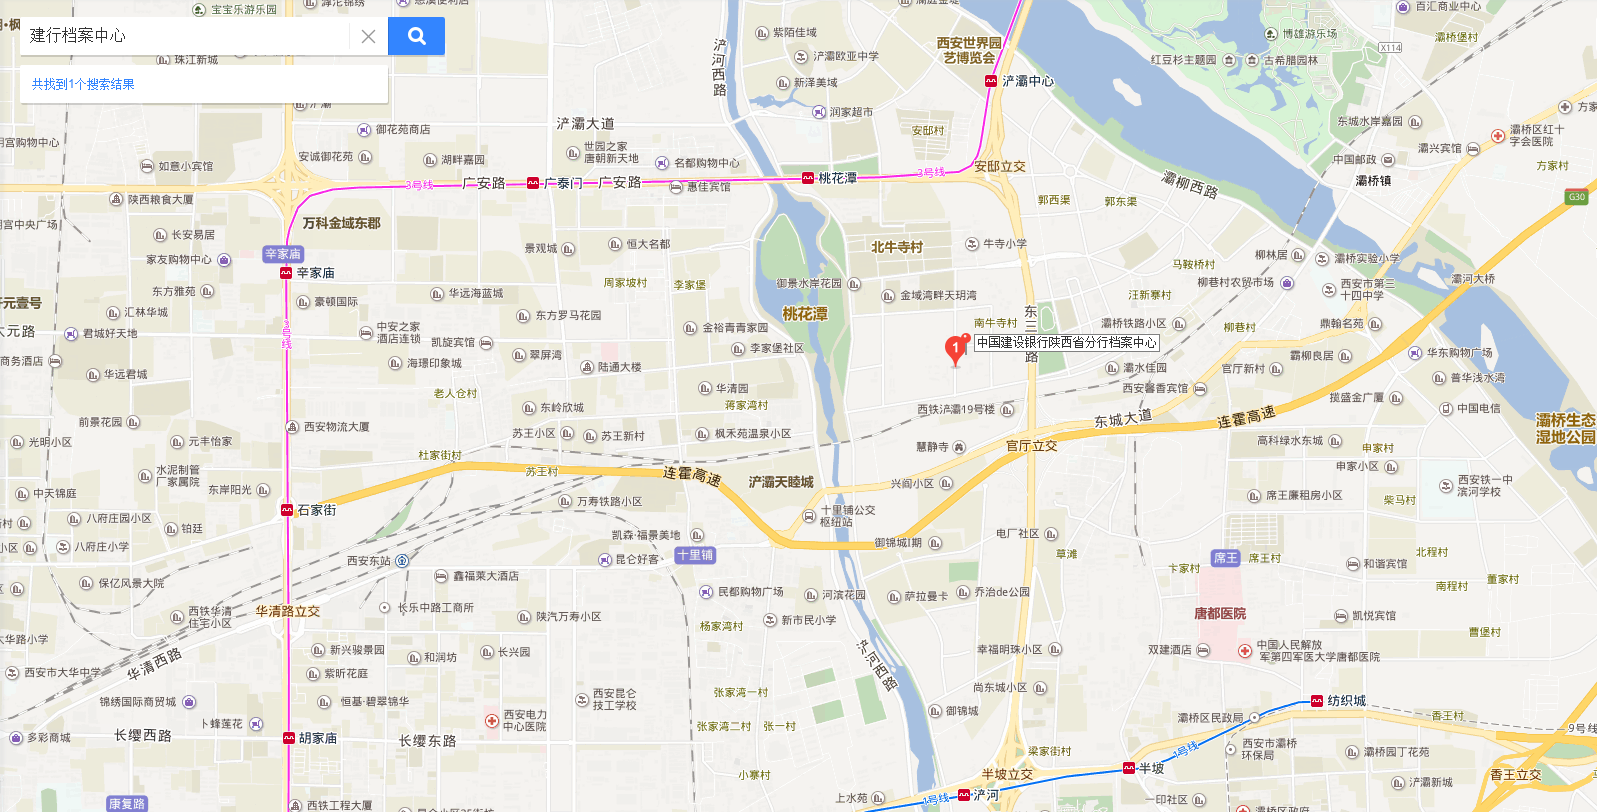 建行档案中心
共找到1个搜索结果
宝宝乐游乐园
浐沱锦绣
紫陌佳域
浐灞欧亚中学
新泽美域
润家超市
西安世界园
艺博览会
浐灞中心
百汇商业中心
博雄游乐场
灞桥堡村
X114
红豆杉主题园
古希腊园林
珠江新城
浐灞
浐河西路
浐灞大道
御花苑商店
安诚御花苑
湖畔嘉园
世园之家
唐朝新天地
名都购物中心
安邸村
安邸立交
东城水岸嘉园
灞桥区红十
字会医院
方家村
灞兴宾馆
中国邮政
灞桥镇
灞柳西路
G30
如意小宾馆
陕西粮食大厦
3号线
广安路
广泰门
广安路
惠佳宾馆
桃花潭
3号线
郭西渠
郭东渠
万科金域东郡
长安易居
家友购物中心
辛家庙
辛家庙
景观城
恒大名都
北牛寺村
牛寺小学
柳林居
灞桥实验小学
马鞍桥村
灞河大桥
东方雅苑
汇林华城
君城好天地
豪顿国际
华远海蓝城
周家坡村
李家堡
御景水岸花园
金域湾畔天玥湾
桃花潭
汪新寨村
柳巷村农贸市场
西安市第三
十四中学
东方罗马花园
金裕青青家园
李家堡社区
南牛寺村
东三路
灞桥铁路小区
柳巷村
鼎翰名苑
中国建设银行陕西省分行档案中心
1
中安之家
酒店连锁
凯旋宾馆
海璟印象城
翠屏湾
陆通大楼
华远君城
3号线
灞水佳园
官厅新村
霸柳良居
华东购物广场
普华浅水湾
老人仓村
华清园
蒋家湾村
西铁浐灞19号楼
西安馨香宾馆
揽盛金广厦
中国电信
前景花园
光明小区
元丰怡家
西安物流大厦
东岭欣城
苏王小区
苏王新村
枫禾苑温泉小区
慧静寺
官厅立交
东城大道
连霍高速
灞桥生态
湿地公园
高科绿水东城
申家村
申家小区
杜家街村
苏王村
连霍高速
浐灞天睦城
兴阎小区
水泥制管
厂家属院
东岸阳光
中天锦庭
八府庄园小区
铂廷
石家街
万寿铁路小区
十里铺公交
枢纽站
席王廉租房小区
柴马村
西安铁一中
滨河学校
八府庄小学
西安东站
凯森·福景美地
昆仑好客
十里铺
御锦城I期
电厂社区
草滩
卞家村
席王
席王村
北程村
和谐宾馆
南程村
董家村
保亿风景大院
鑫福莱大酒店
长乐中路工商所
西铁华清
住宅小区
华清路立交
陕汽万寿小区
民都购物广场
河滨花园
萨拉曼卡
乔治de公园
唐都医院
凯悦宾馆
曹堡村
杨家湾村
新市民小学
浐河西路
幸福明珠小区
双建酒店
中国人民解放
军第四军医大学唐都医院
西安市大华中学
华清西路
新兴骏景园
紫昕花庭
和润坊
长兴园
恒基·碧翠锦华
锦绣国际商贸城
卜蜂莲花
西安昆仑
技工学校
张家湾一村
张家湾二村
张一村
尚东城小区
御锦城
纺织城
灞桥区民政局
香王村
9号线
多彩商城
长缨西路
胡家庙
长缨东路
西安电力
中心医院
小寨村
梁家街村
1号线
西安市灞桥
环保局
灞桥园丁花苑
半坡立交
半坡
香王立交
浐灞新城
康复路
西铁工程大厦
上水苑
1号线
浐河
一印社区
灞桥区政府